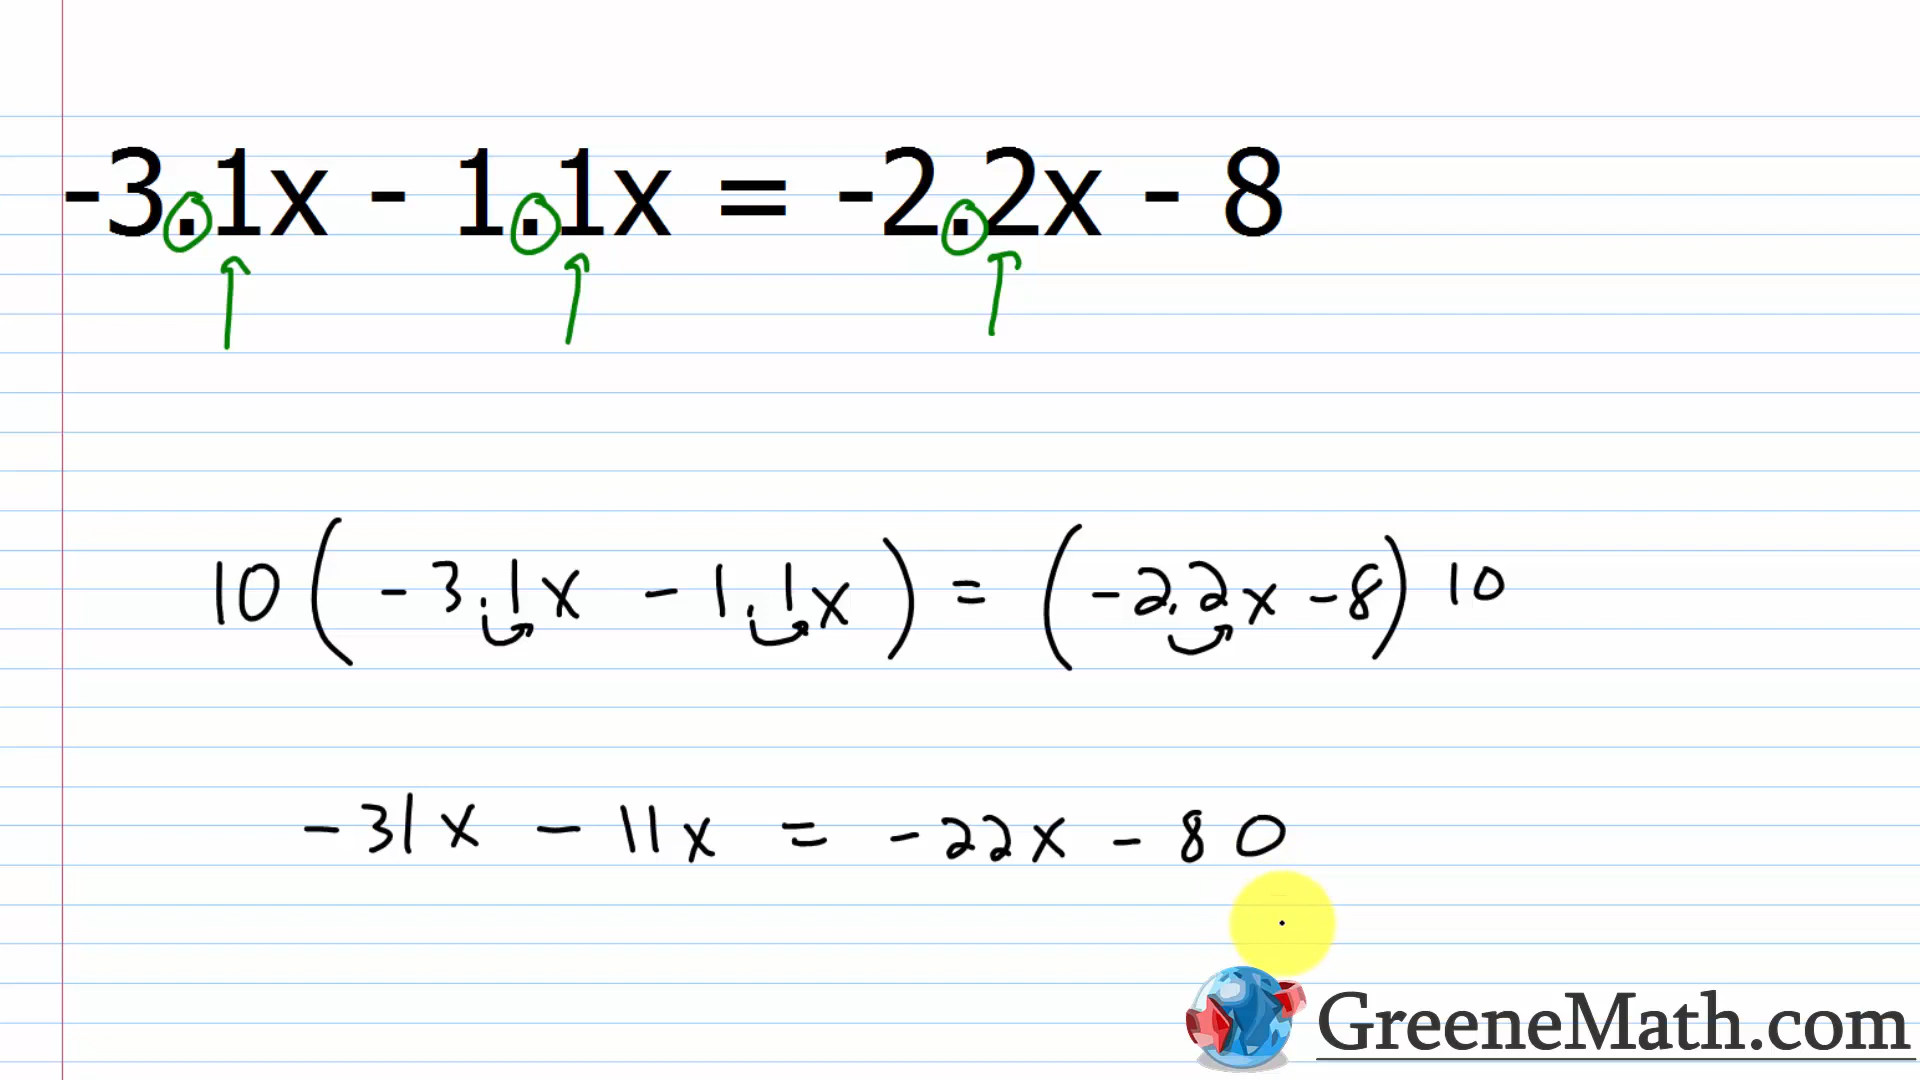 -3.1x - 1.1x = -2.2x - 8
10 ( - 3.1x - 1.1x ) = ( -2.2x -8 ) 10
-31x - 11x = -22x - 80
GreeneMath.com